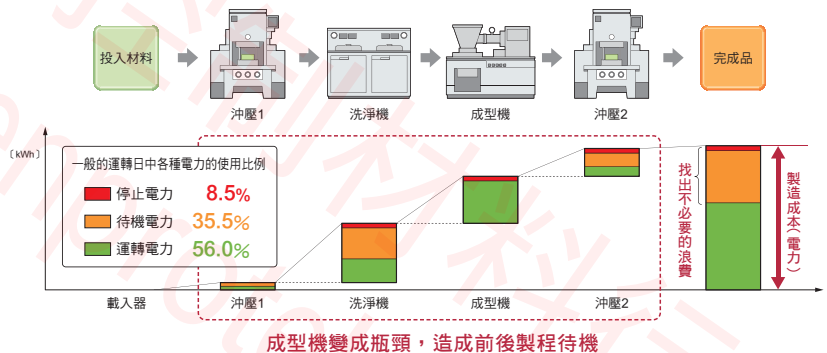 投入材料
沖壓1
洗淨機
成型機
沖壓2
完成品
〔kWh〕
一般的運轉日中各種電力的使用比例
停止電力 8.5%
待機電力 35.5%
運轉電力 56.0%
找出不必要的浪費
製造成本(電力)
載入器
沖壓1
洗淨機
成型機
沖壓2
成型機變成瓶頸，造成前後製程待機